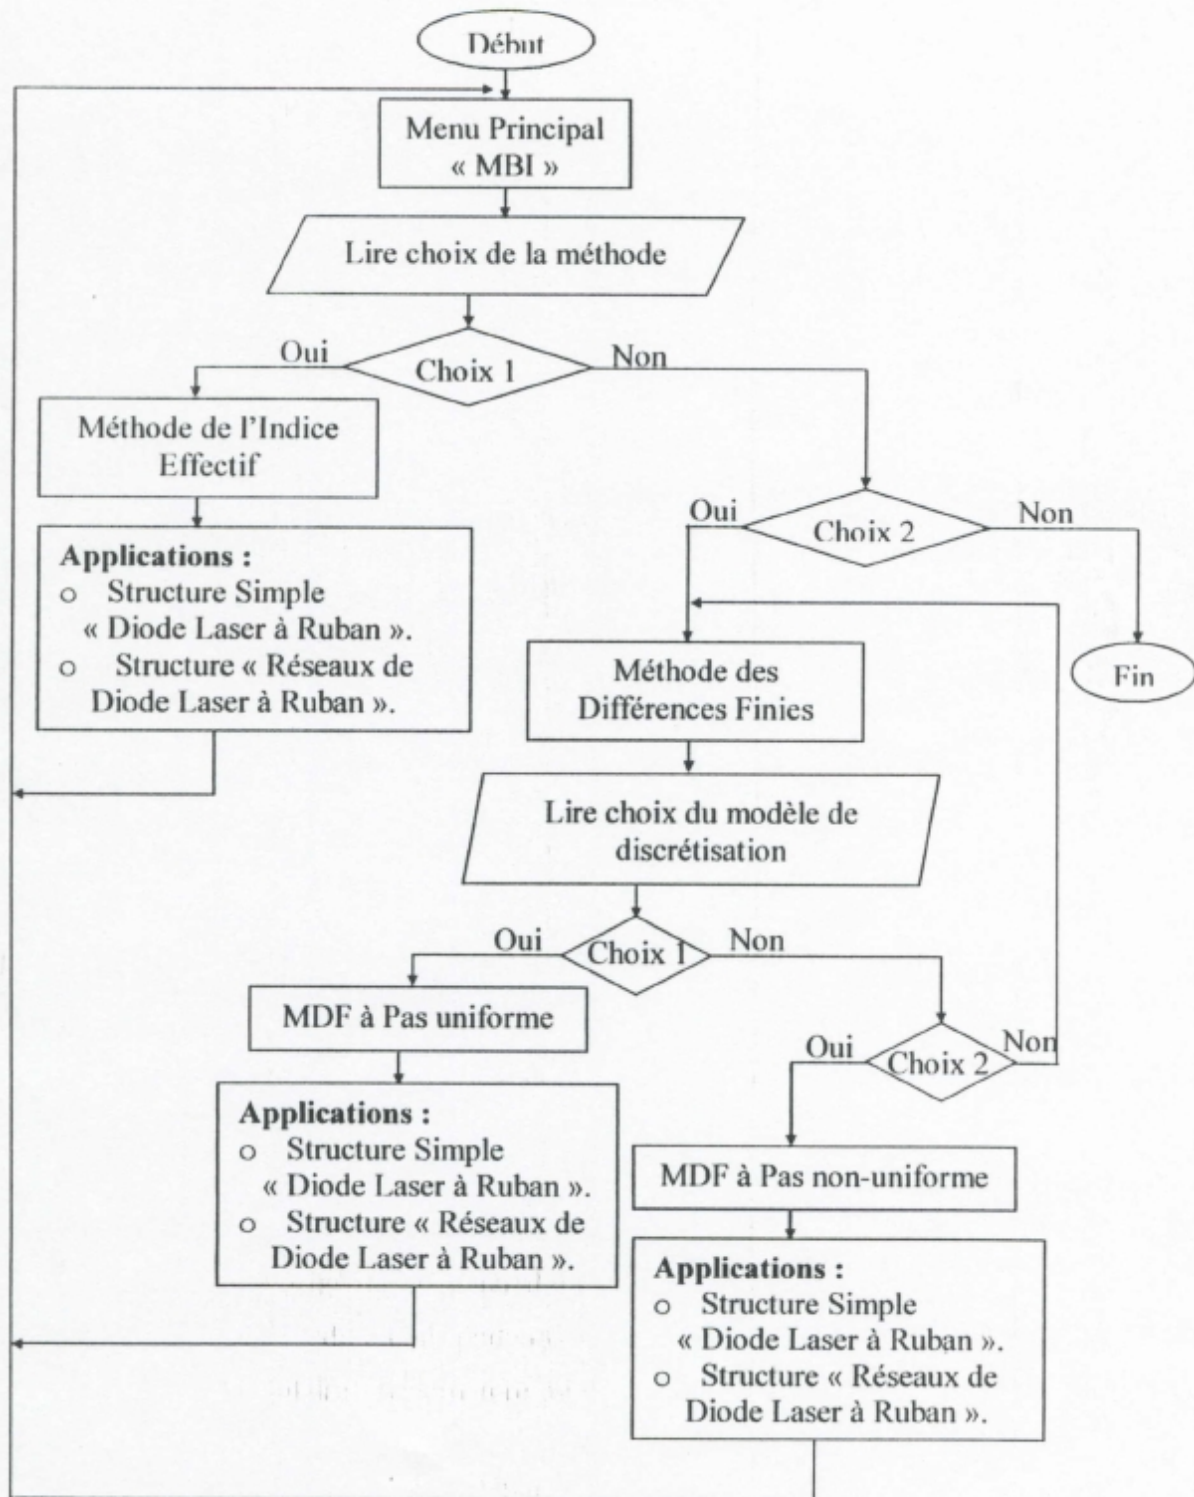 Début
Menu Principal
« MBI »
Lire choix de la méthode
Oui
Choix 1
Non
Méthode de l'Indice
Effectif
Oui
Choix 2
Non
Applications :
o Structure Simple
« Diode Laser à Ruban ».
o Structure « Réseaux de
Diode Laser à Ruban ».
Méthode des
Différences Finies
Fin
Lire choix du modèle de
discrétisation
Oui
Choix 1
Non
MDF à Pas uniforme
Oui
Choix 2
Non
Applications :
o Structure Simple
« Diode Laser à Ruban ».
o Structure « Réseaux de
Diode Laser à Ruban ».
MDF à Pas non-uniforme
Applications :
o Structure Simple
« Diode Laser à Ruban ».
o Structure « Réseaux de
Diode Laser à Ruban ».